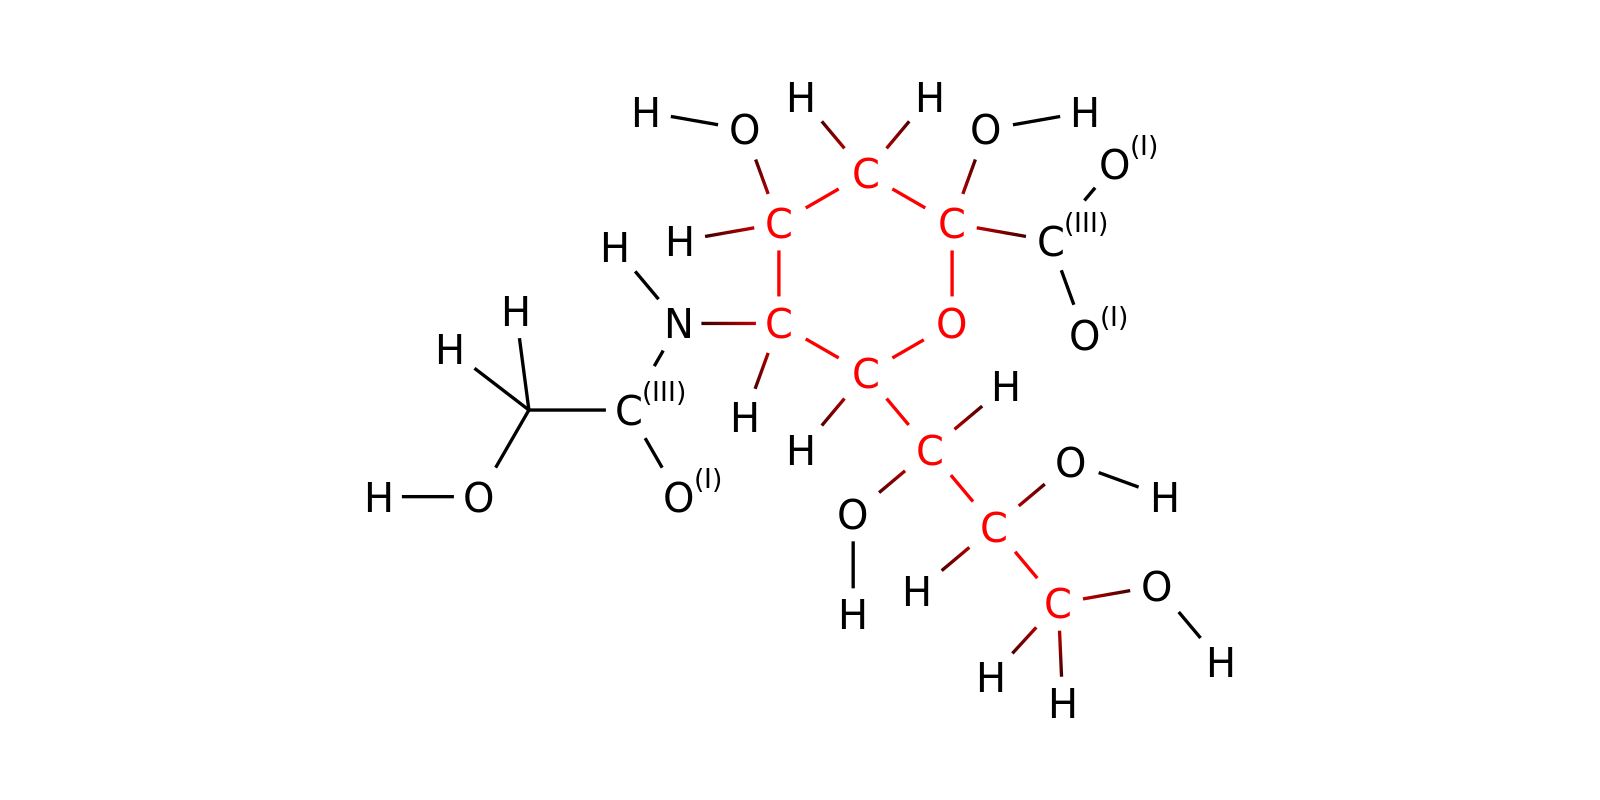 H H
H O O H
O(I)
C
C C C(III)
H H
N C O O(I)
H
H C
H
H C(III) H
C H
O
H O O(I) H
O C
H
H C O
H
H H
H